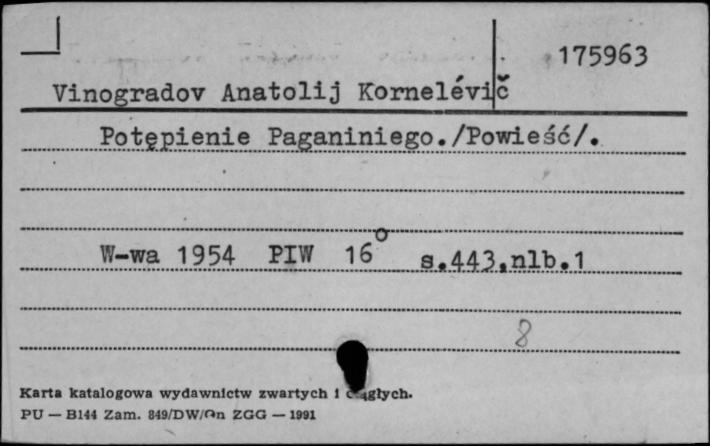 175963
Vinogradov Anatolij Kornelévič
Potępienie Paganiniego./Powieść/.
W-wa 1954 PIW 16° s.443,nlb.1
8
Karta katalogowa wydawnictw zwartych i ciągłych.
PU — B144 Zam. 849/DW/On ZGG — 1991